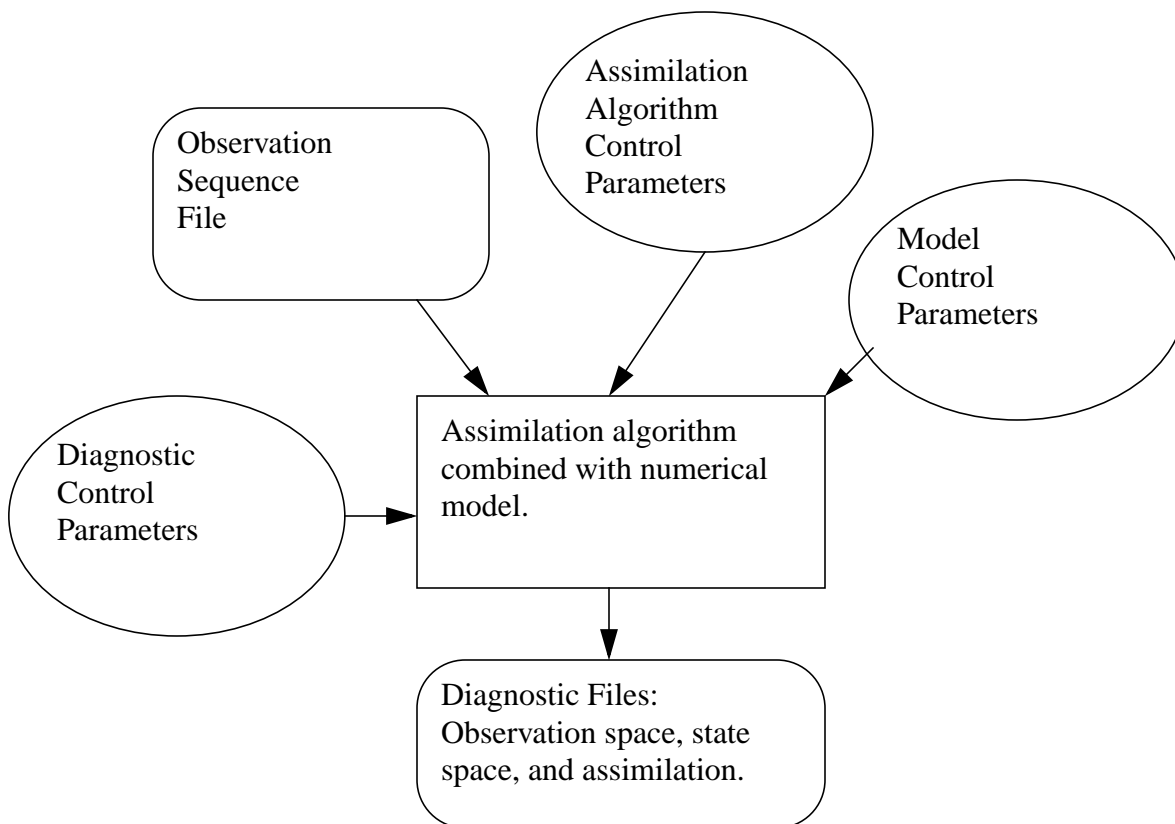 Observation
Sequence
File
Assimilation
Algorithm
Control
Parameters
Model
Control
Parameters
Diagnostic
Control
Parameters
Assimilation algorithm
combined with numerical
model.
Diagnostic Files:
Observation space, state
space, and assimilation.